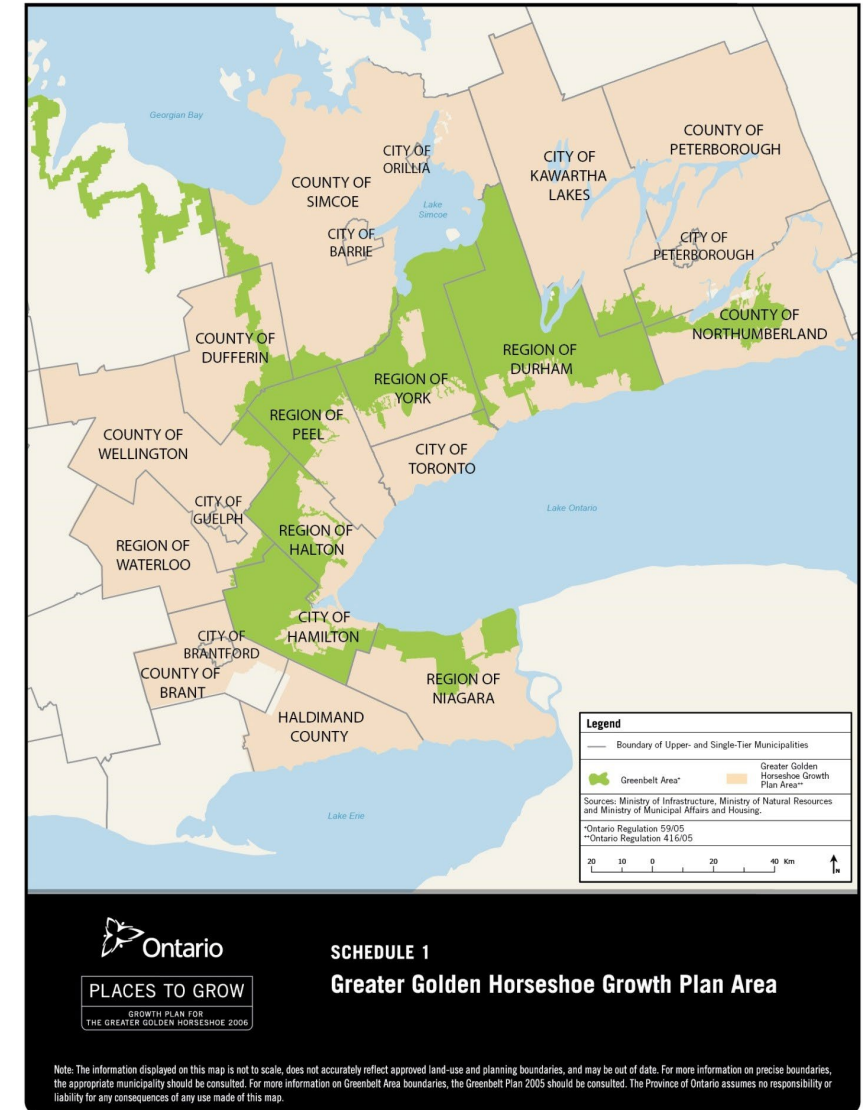 Georgian Bay
CITY OF
ORILLIA
COUNTY OF
SIMCOE
Lake
Simcoe
CITY OF
BARRIE
CITY OF
KAWARTHA
LAKES
COUNTY OF
PETERBOROUGH
CITY OF
PETERBOROUGH
COUNTY OF
NORTHUMBERLAND
COUNTY OF
DUFFERIN
REGION OF
YORK
REGION OF
DURHAM
REGION OF
PEEL
COUNTY OF
WELLINGTON
CITY OF
TORONTO
CITY OF
GUELPH
Lake Ontario
REGION OF
HALTON
REGION OF
WATERLOO
CITY OF
HAMILTON
CITY OF
BRANTFORD
COUNTY OF
BRANT
REGION OF
NIAGARA
HALDIMAND
COUNTY
Lake Erie
Legend
Boundary of Upper- and Single-Tier Municipalities
Greenbelt Area*
Greater Golden
Horseshoe Growth
Plan Area**
Sources: Ministry of Infrastructure, Ministry of Natural Resources
and Ministry of Municipal Affairs and Housing.
*Ontario Regulation 59/05
**Ontario Regulation 416/05
20 10 0 20 40 Km
N
Ontario
PLACES TO GROW
GROWTH PLAN FOR
THE GREATER GOLDEN HORSESHOE 2006
SCHEDULE 1
Greater Golden Horseshoe Growth Plan Area
Note: The information displayed on this map is not to scale, does not accurately reflect approved land-use and planning boundaries, and may be out of date. For more information on precise boundaries,
the appropriate municipality should be consulted. For more information on Greenbelt Area boundaries, the Greenbelt Plan 2005 should be consulted. The Province of Ontario assumes no responsibility or
liability for any consequences of any use made of this map.